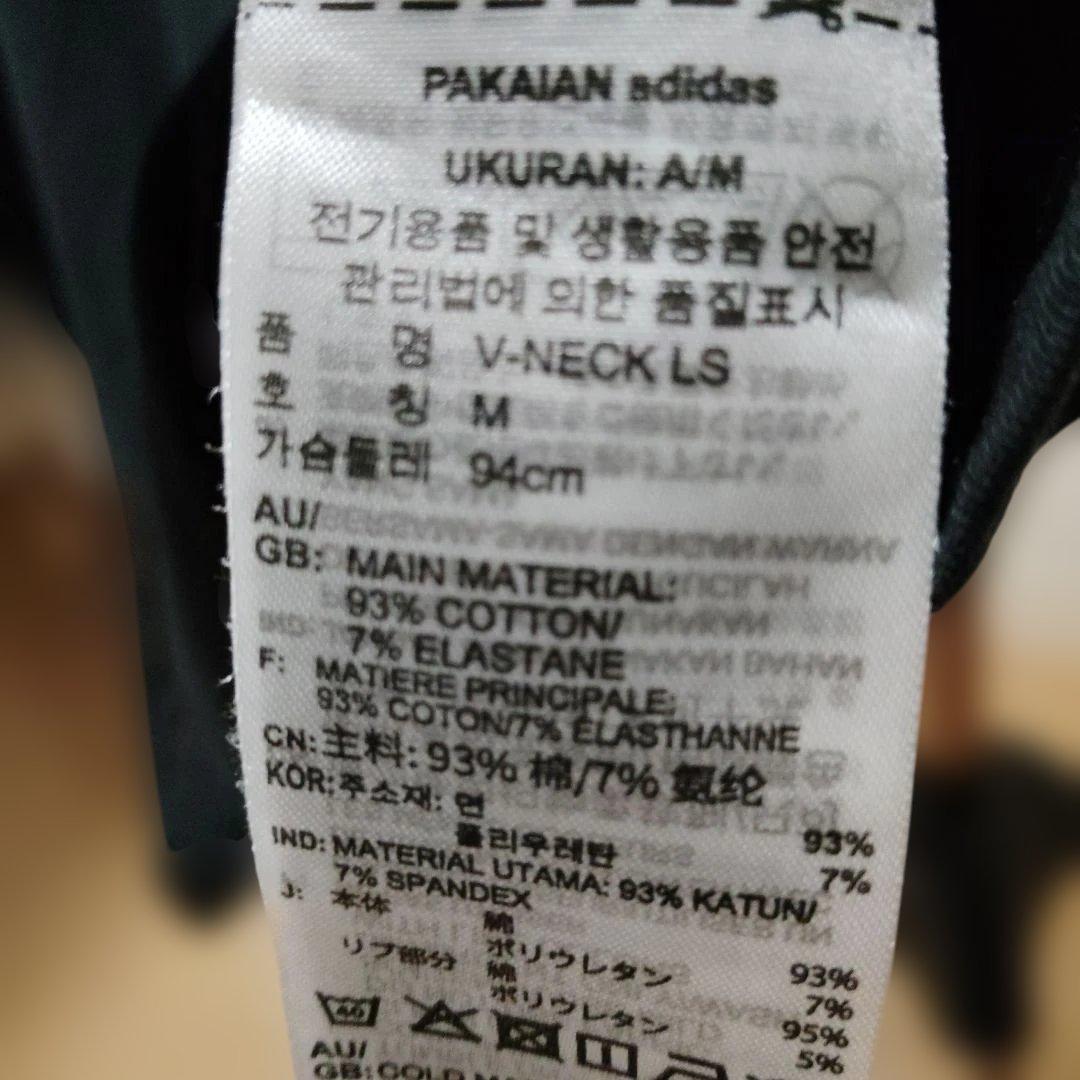 PAKAIAN adidas
UKURAN: A/M
전기용품 및 생활용품 안전
관리법에 의한 품질표시
품 명 V-NECK LS
호 칭 M
가슴둘레 94cm
AU/
GB: MAIN MATERIAL:
93% COTTON/
7% ELASTANE
F: MATIERE PRINCIPALE:
93% COTON/7% ÉLASTHANNE
CN:主料: 93% 棉/7% 氨纶
KOR:주소재: 면 93%
폴리우레탄 7%
IND: MATERIAL UTAMA: 93% KATUN/
7% SPANDEX
J: 本体 綿 93%
ポリウレタン 7%
リブ部分 綿 95%
ポリウレタン 5%
40
AU/
GB: COLD